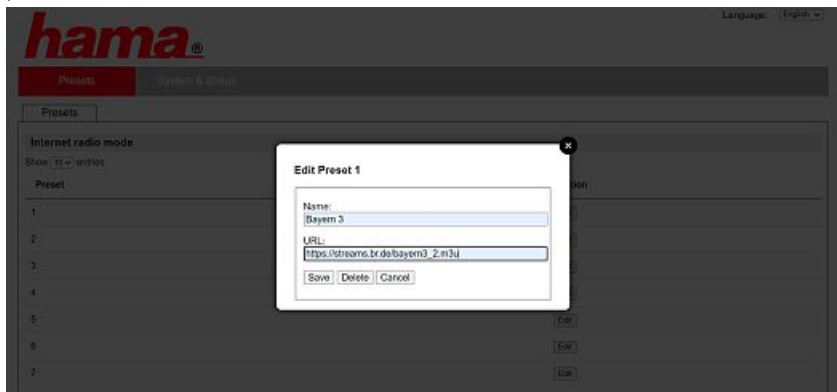 Language: English
hama®
Presets System & Status
Presets
Internet radio mode
Show 10 entries
Preset
1
2
3
4
5 Edit
6 Edit
7 Edit
Edit Preset 1
Name:
Bayern 3
URL:
https://streams.br.de/bayern3_2.m3u
Save Delete Cancel